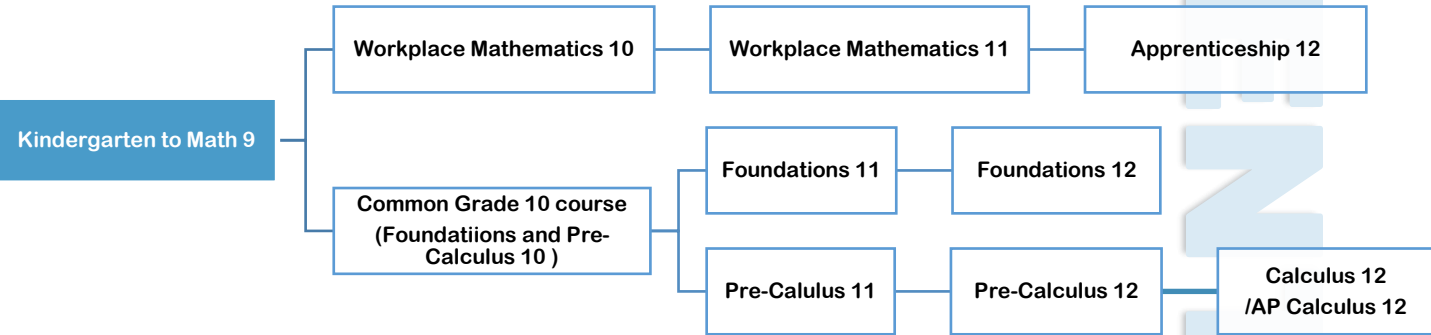 Workplace Mathematics 10
Workplace Mathematics 11
Apprenticeship 12
Kindergarten to Math 9
Foundations 11
Foundations 12
Common Grade 10 course
(Foundatiions and Pre-
Calculus 10 )
Pre-Calulus 11
Pre-Calculus 12
Calculus 12
/AP Calculus 12